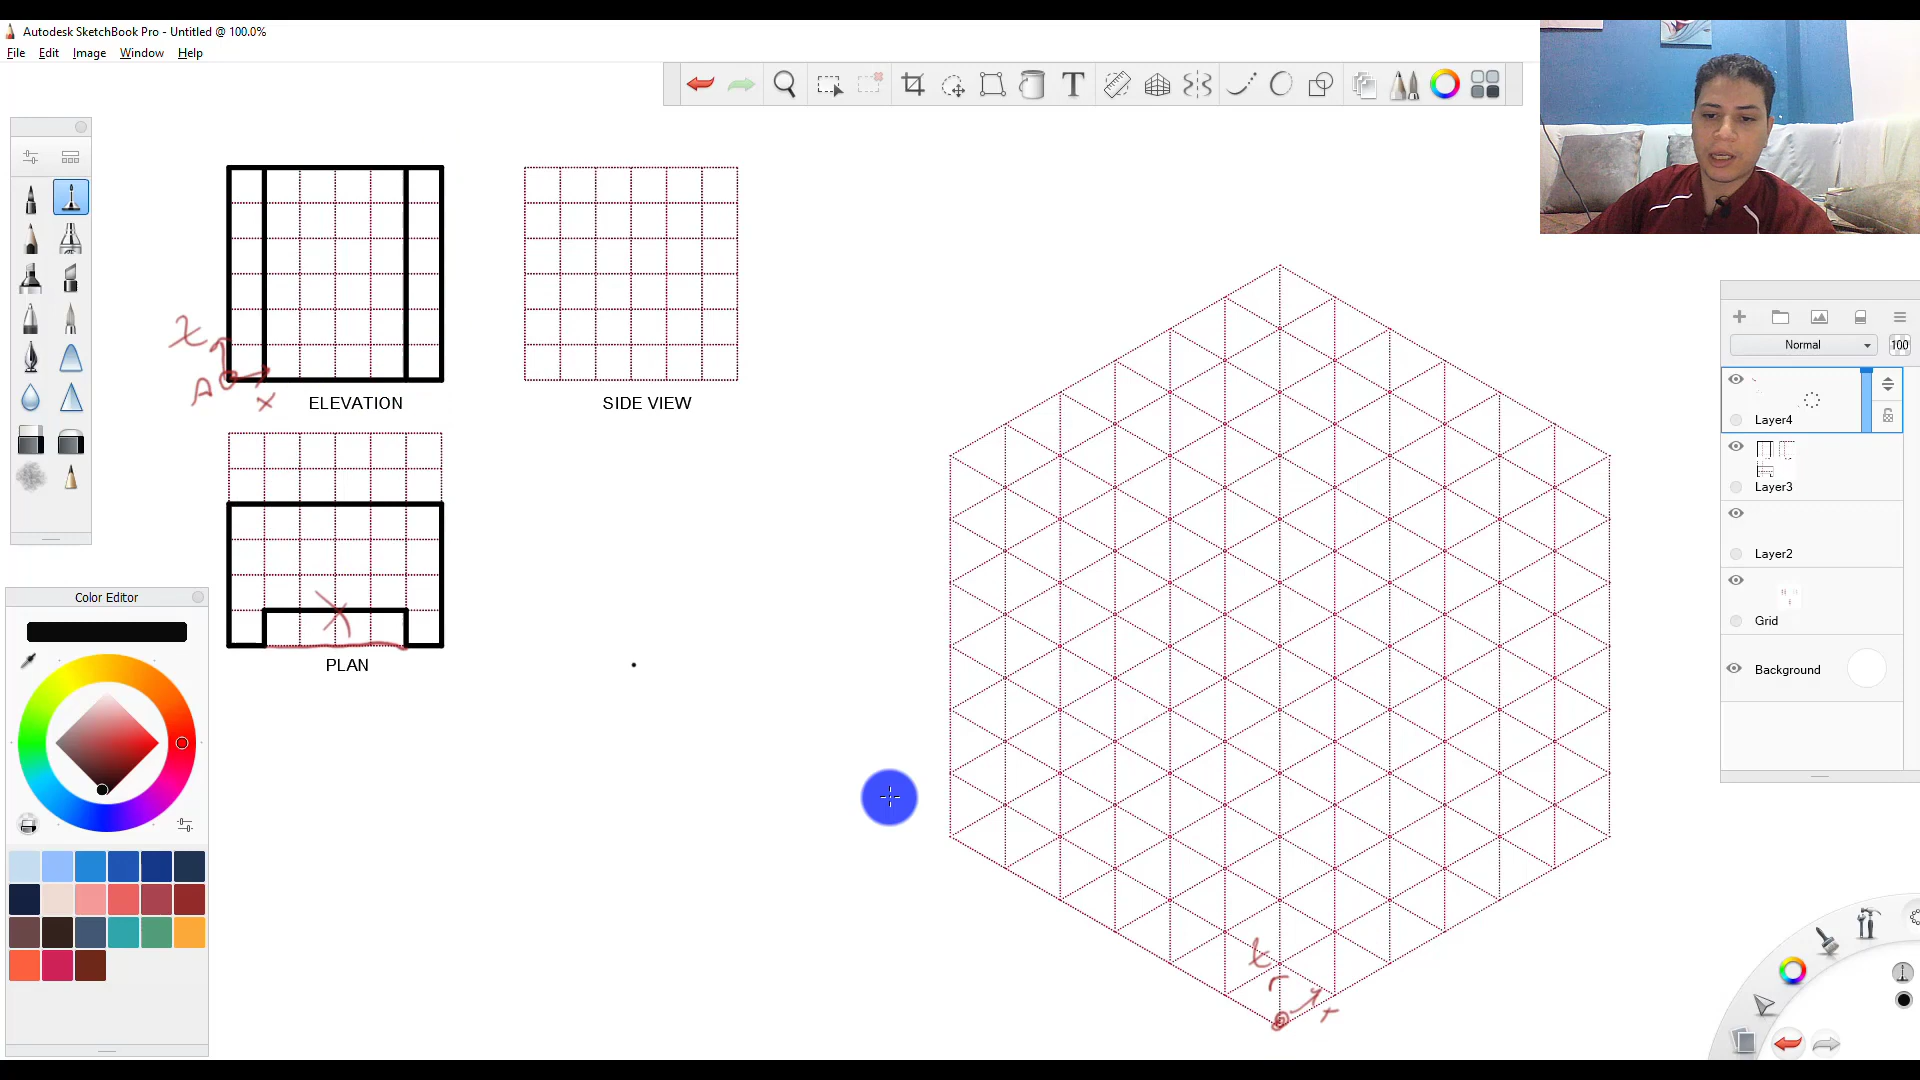 Autodesk SketchBook Pro - Untitled @ 100.0%
File Edit Image Window Help
Normal
100
Layer4
Layer3
Layer2
Grid
Background
z
A
x
ELEVATION
SIDE VIEW
PLAN
Color Editor
z
x